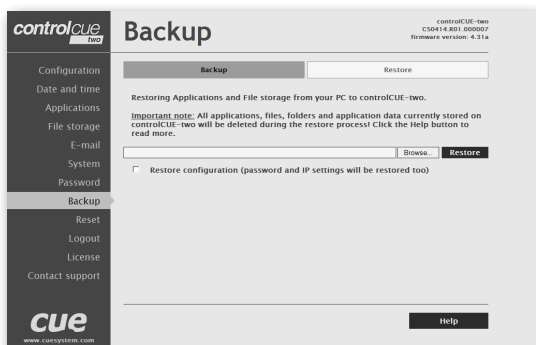 controlcue
two
Backup
controlCUE-two
CS0414.R01.000007
firmware version: 4.31a
Configuration
Date and time
Applications
File storage
E-mail
System
Password
Backup
Reset
Logout
License
Contact support
cue
www.cuesystem.com
Backup
Restore
Restoring Applications and File storage from your PC to controlCUE-two.
Important note: All applications, files, folders and application data currently stored on
controlCUE-two will be deleted during the restore process! Click the Help button to
read more.
Browse...
Restore
Restore configuration (password and IP settings will be restored too)
Help